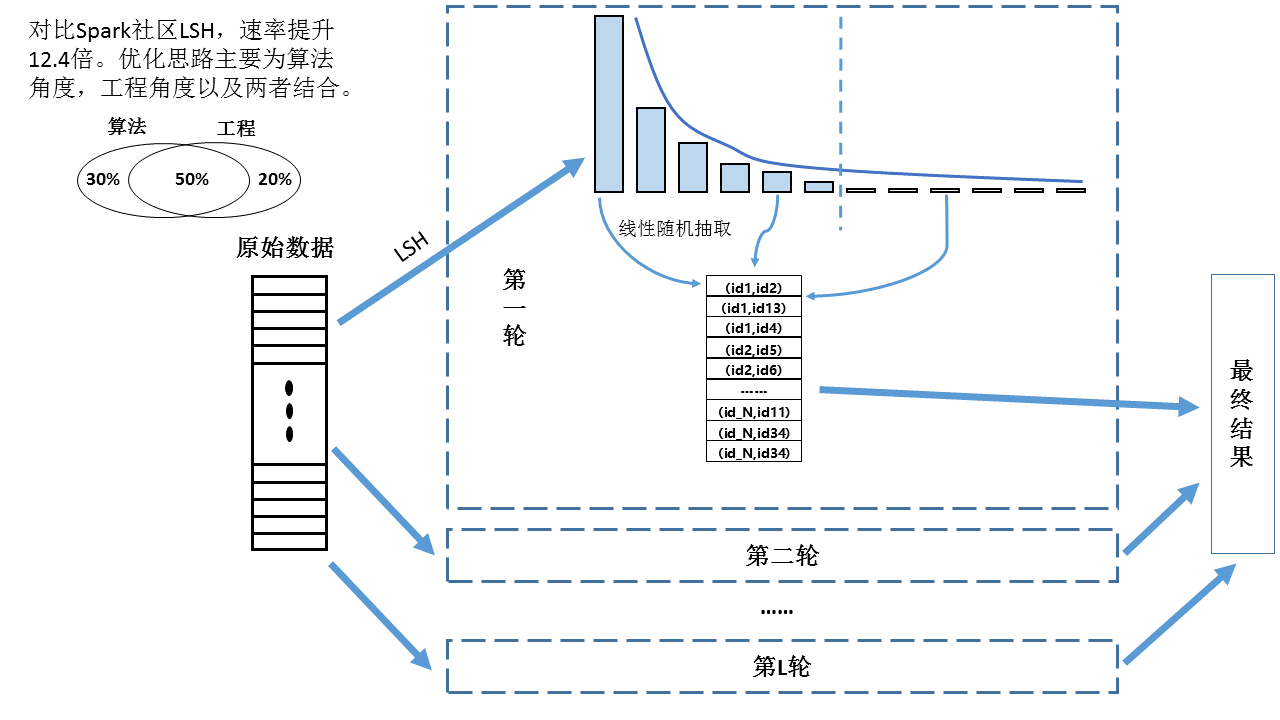 对比Spark社区LSH，速率提升
12.4倍。优化思路主要为算法
角度，工程角度以及两者结合。
算法
工程
30%
50%
20%
原始数据
LSH
线性随机抽取
第一轮
(id1,id2)
(id1,id13)
(id1,id4)
(id2,id5)
(id2,id6)
……
(id_N,id11)
(id_N,id34)
(id_N,id34)
第二轮
……
第L轮
最终结果